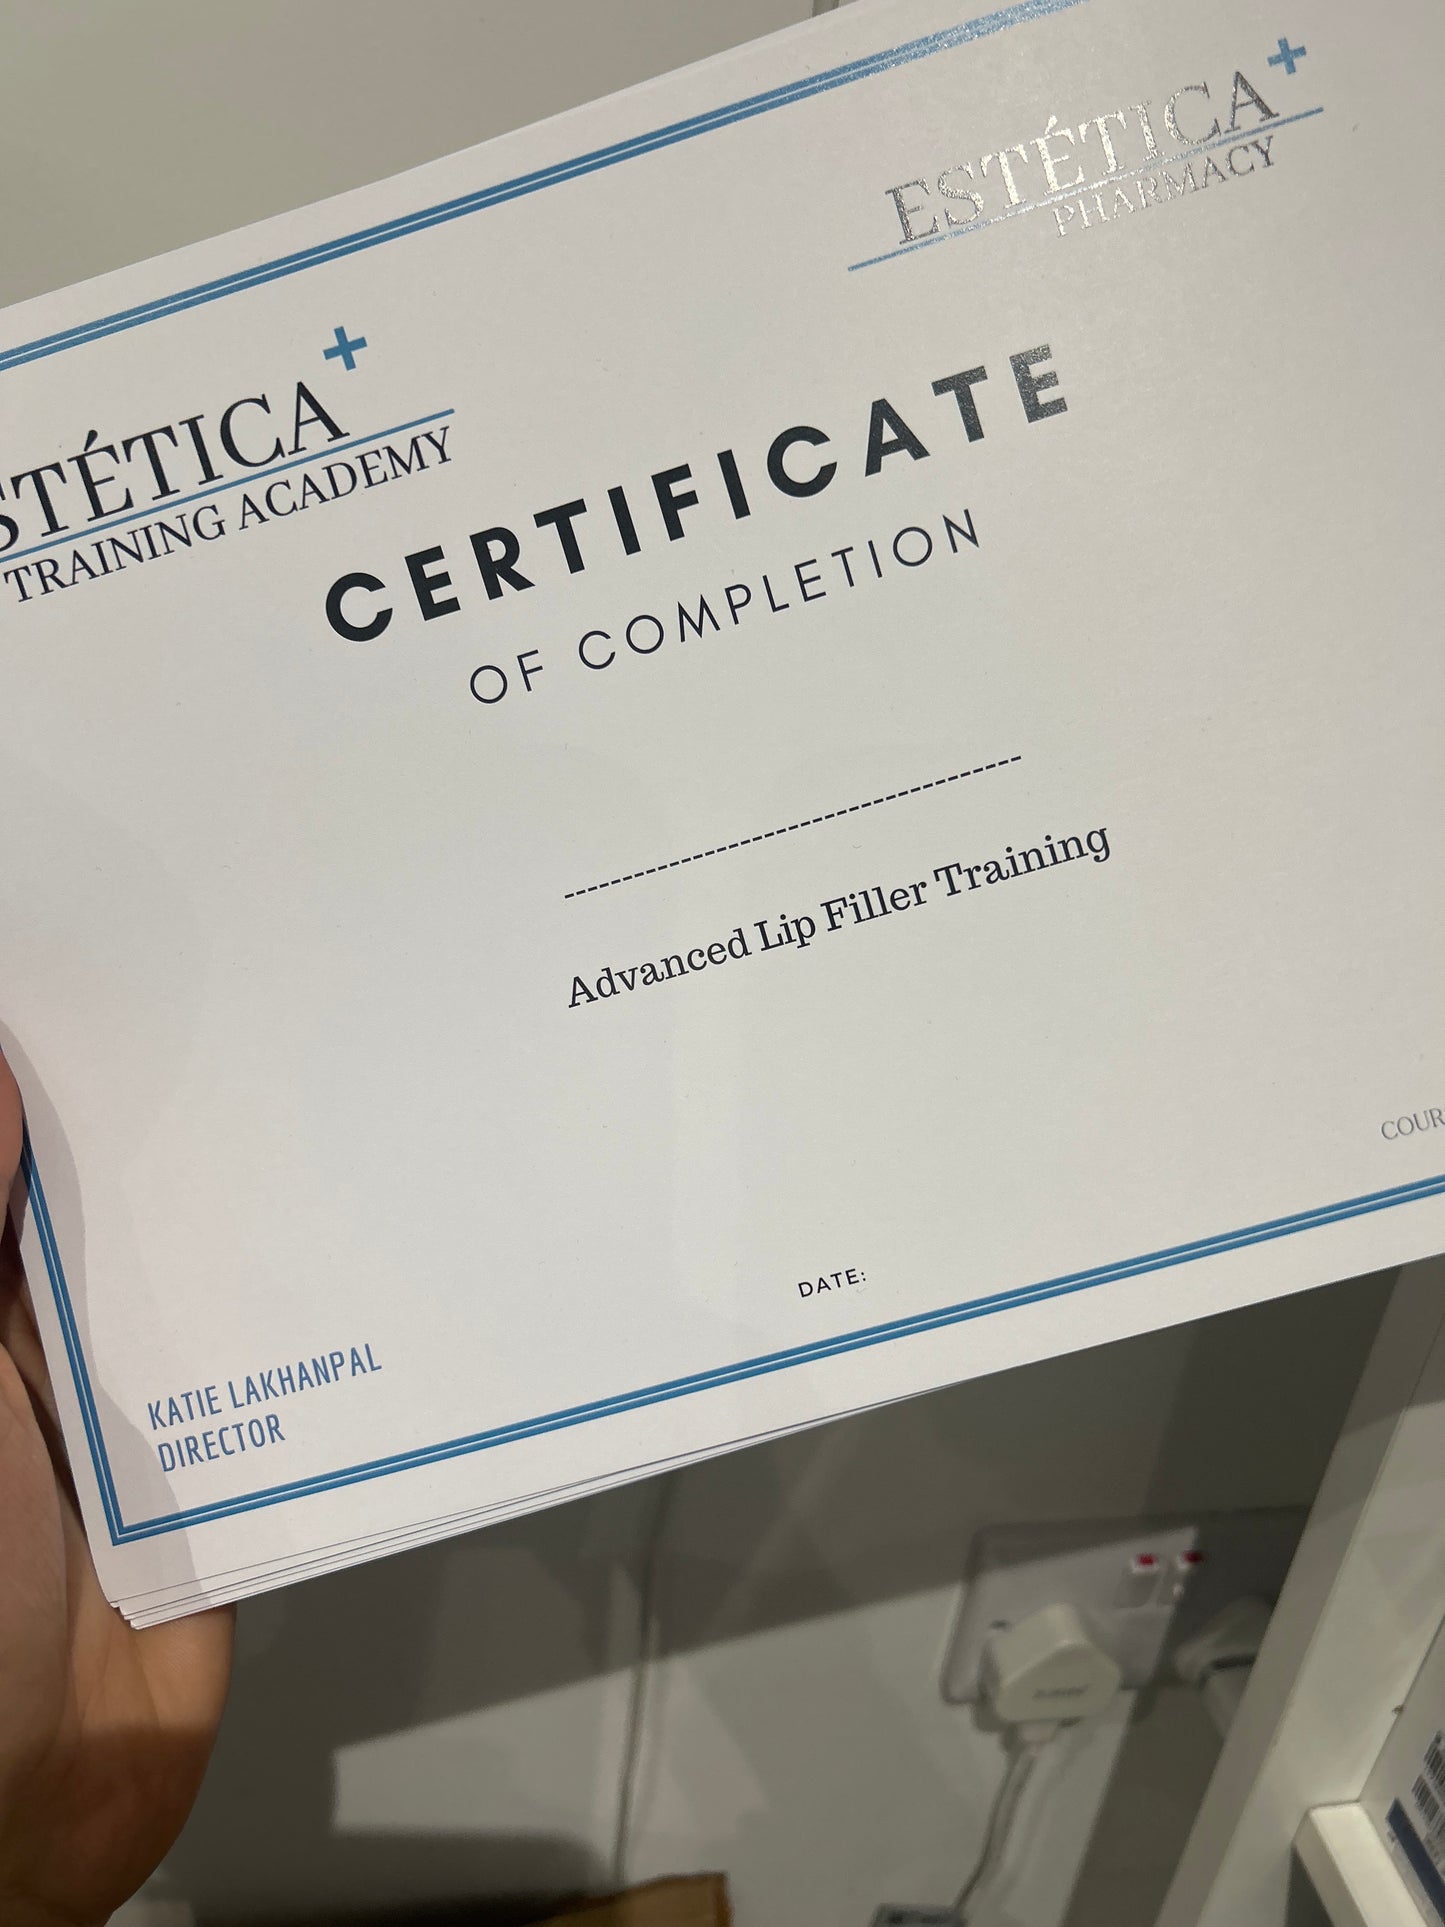 ESTÉTICA+
PHARMACY
STÉTICA+
TRAINING ACADEMY
CERTIFICATE
OF COMPLETION
Advanced Lip Filler Training
COUR
DATE:
KATIE LAKHANPAL
DIRECTOR